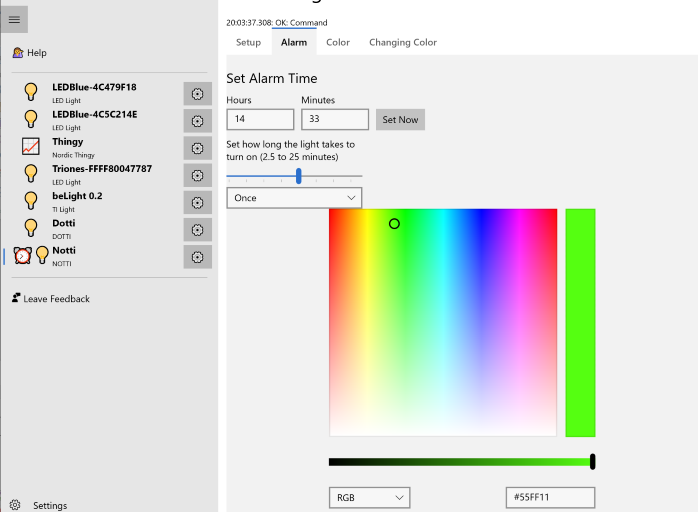 20:03:37.308: OK: Command
Setup Alarm Color Changing Color
Help
LEDBlue-4C479F18
LED Light
LEDBlue-4C5C214E
LED Light
Thingy
Nordic Thingy
Triones-FFFF80047787
LED Light
beLight 0.2
TI Light
Dotti
DOTTI
Notti
NOTTI
Leave Feedback
Settings
Set Alarm Time
Hours Minutes
14 33 Set Now
Set how long the light takes to
turn on (2.5 to 25 minutes)
Once
RGB #55FF11